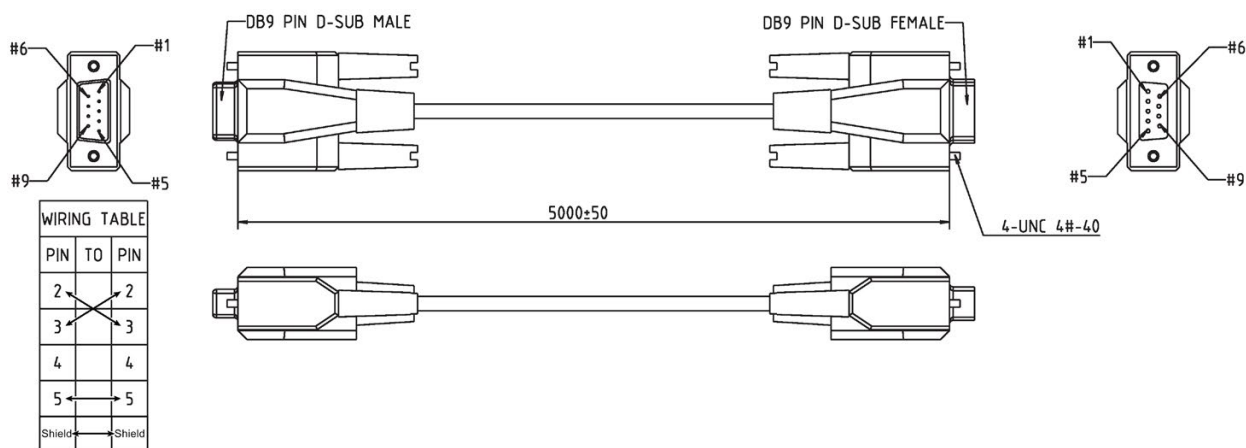 DB9 PIN D-SUB MALE
DB9 PIN D-SUB FEMALE
#6
#1
#9
#5
#1
#6
#5
#9
5000±50
4-UNC 4#-40
WIRING TABLE
PIN TO PIN
2 2
3 3
4 4
5 5
Shield Shield